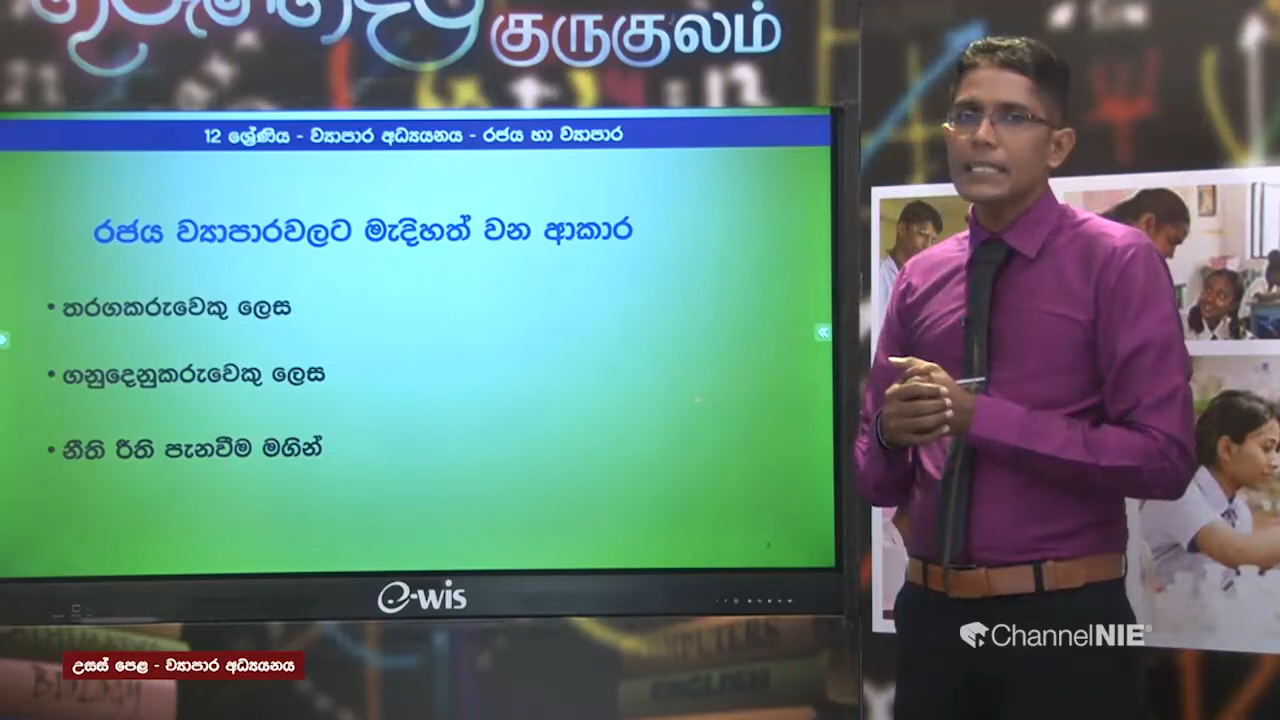 குருகுலம்
12 ශ්‍රේණිය - ව්‍යාපාර අධ්‍යයනය - රජය හා ව්‍යාපාර
රජය ව්‍යාපාරවලට මැදිහත් වන ආකාර
• තරගකරුවෙකු ලෙස
• ගනුදෙනුකරුවෙකු ලෙස
• නීති රීති පැනවීම මගින්
e-wis
ChannelNIE
උසස් පෙළ - ව්‍යාපාර අධ්‍යයනය
ENGLISH